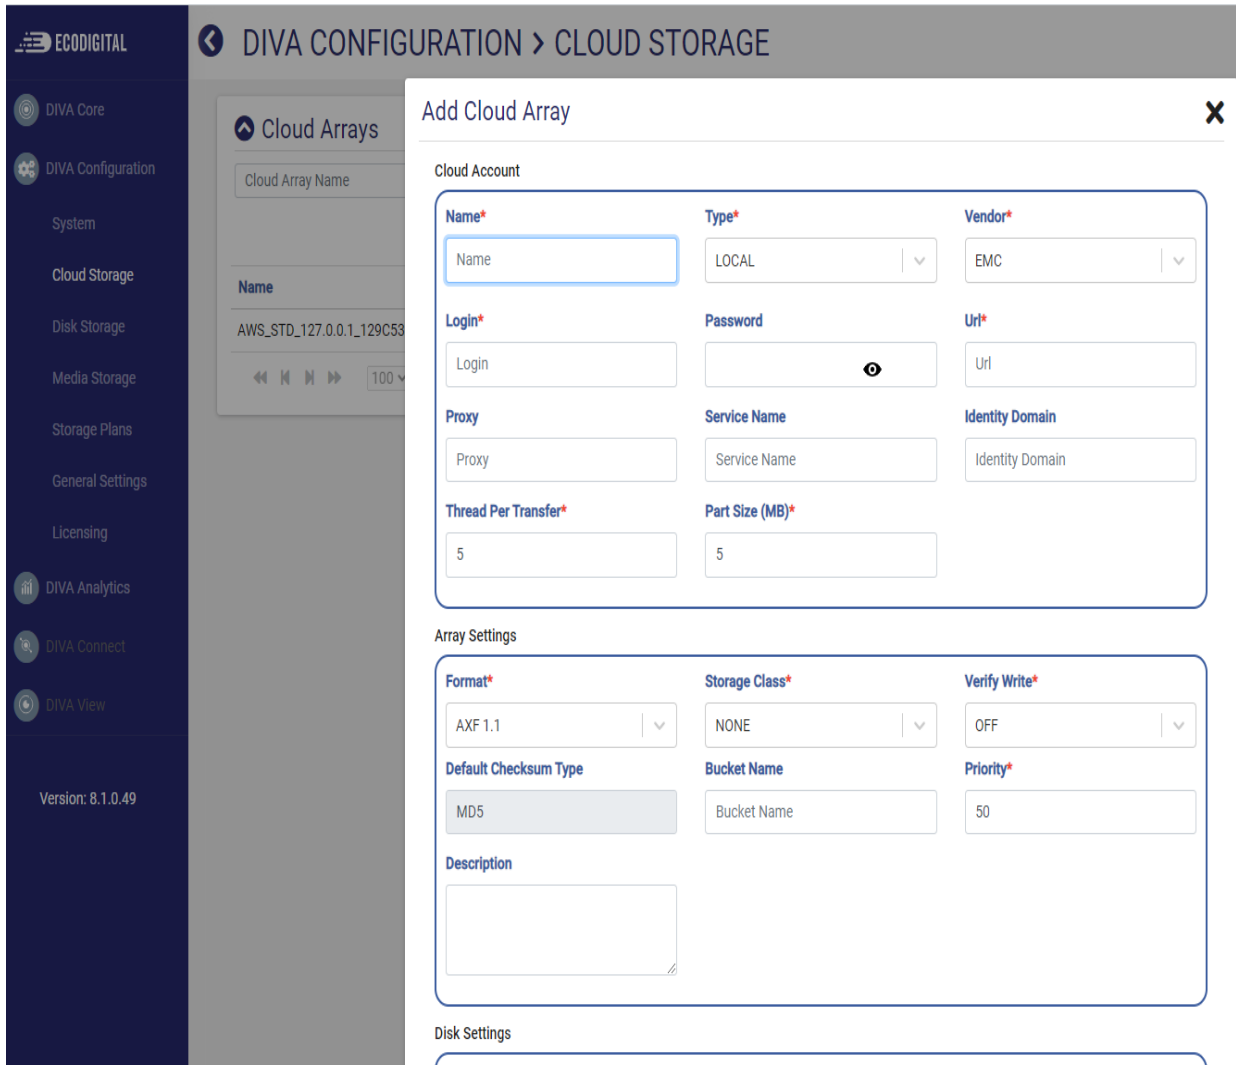 ECODIGITAL
DIVA CONFIGURATION > CLOUD STORAGE
DIVA Core
DIVA Configuration
System
Cloud Storage
Disk Storage
Media Storage
Storage Plans
General Settings
Licensing
DIVA Analytics
DIVA Connect
DIVA View
Version: 8.1.0.49
Cloud Arrays
Cloud Array Name
Name
AWS_STD_127.0.0.1_129C53
100
Add Cloud Array
Cloud Account
Name* Type* Vendor*
Name LOCAL EMC
Login* Password Url*
Login Url
Proxy Service Name Identity Domain
Proxy Service Name Identity Domain
Thread Per Transfer* Part Size (MB)*
5 5
Array Settings
Format* Storage Class* Verify Write*
AXF 1.1 NONE OFF
Default Checksum Type Bucket Name Priority*
MD5 Bucket Name 50
Description
Disk Settings